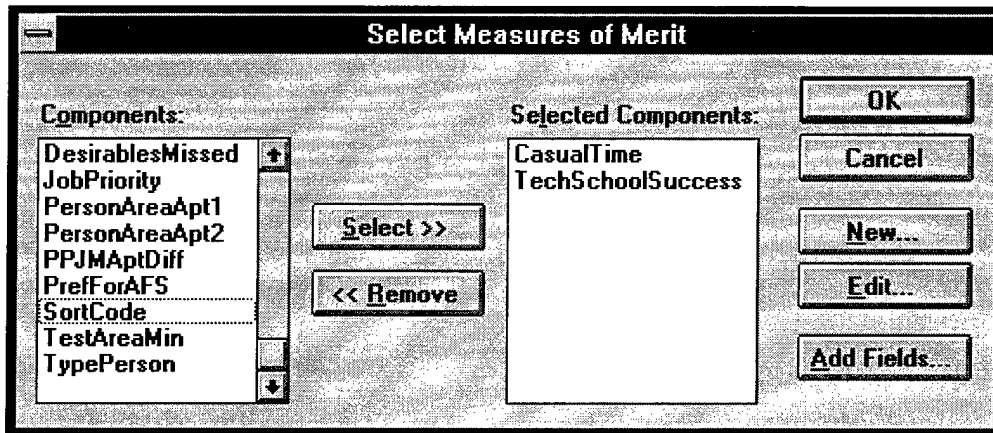 Select Measures of Merit
Components:
DesirablesMissed
JobPriority
PersonAreaApt1
PersonAreaApt2
PPJMAptDiff
PrefForAFS
SortCode
TestAreaMin
TypePerson
Select >>
<< Remove
Selected Components:
CasualTime
TechSchoolSuccess
OK
Cancel
New...
Edit...
Add Fields...